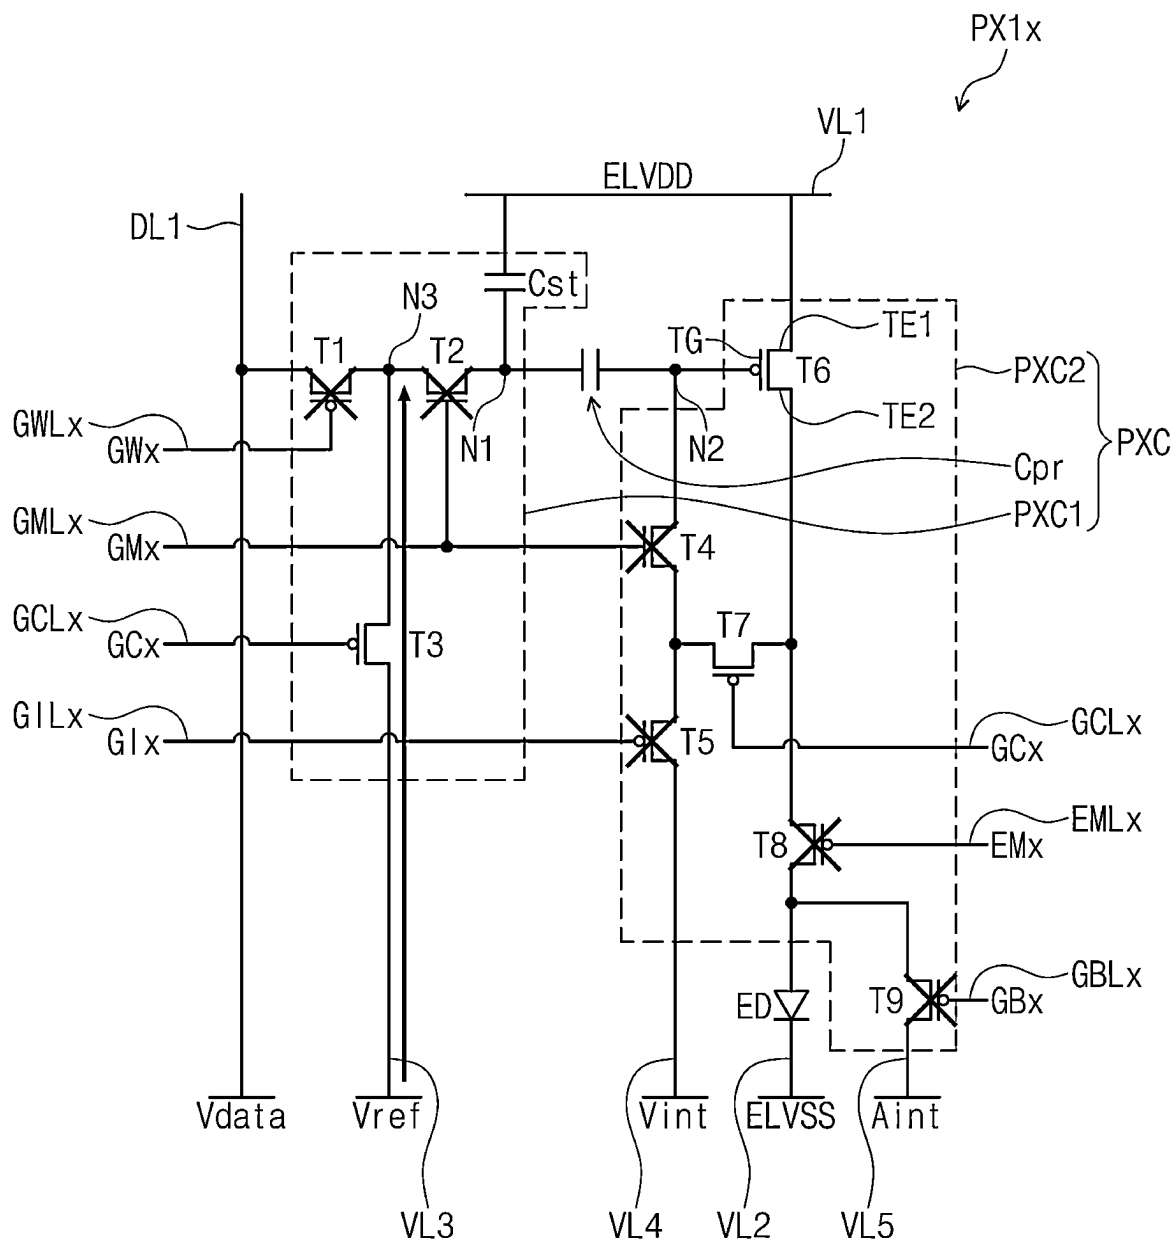 PX1x
VL1
ELVDD
DL1
Cst
N3
TE1
TG
T1
T2
T6
PXC2
TE2
GWLx
GWx
N1
N2
PXC
Cpr
GMLx
GMx
PXC1
T4
GCLx
GCx
T3
T7
GILx
GIx
T5
GCLx
GCx
EMLx
T8
EMx
GBLx
ED
T9
GBx
Vdata
Vref
Vint
ELVSS
Aint
VL3
VL4
VL2
VL5